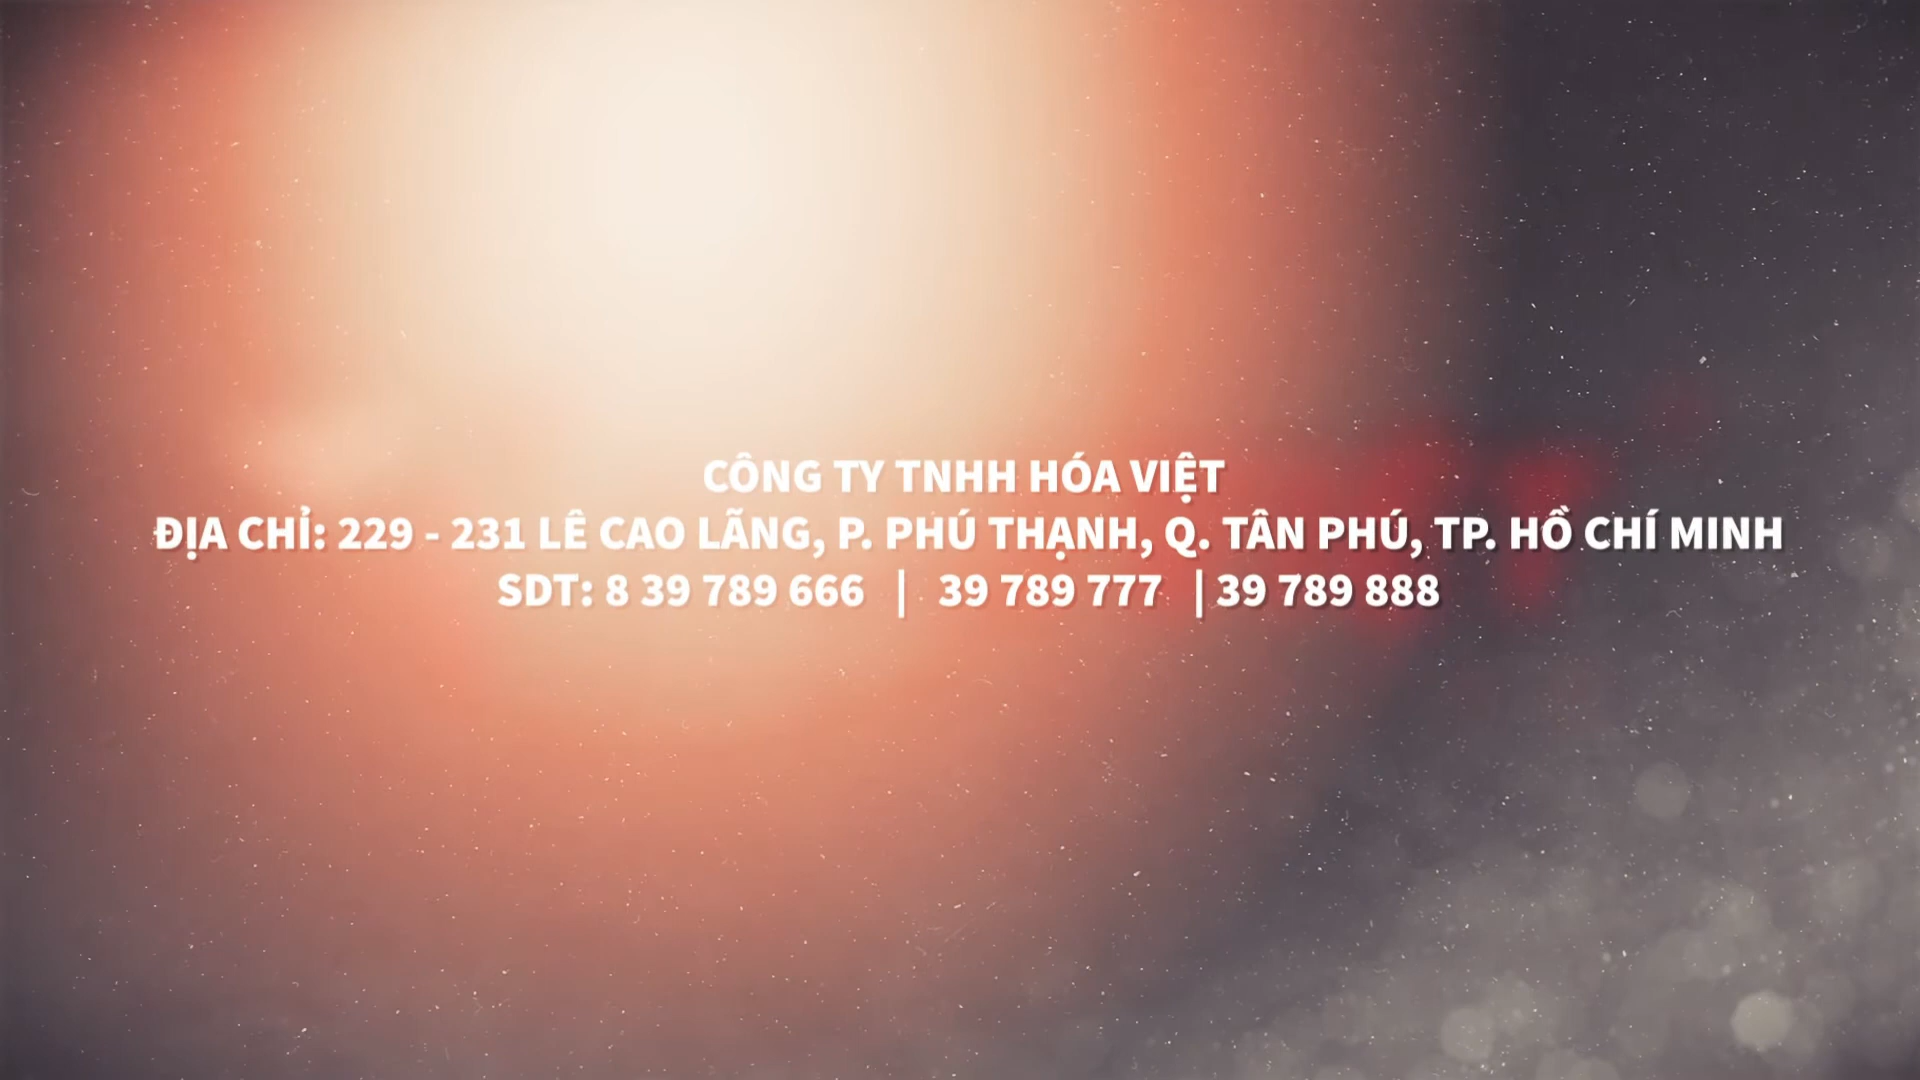 CÔNG TY TNHH HÓA VIỆT
ĐỊA CHỈ: 229 - 231 LÊ CAO LÃNG, P. PHÚ THẠNH, Q. TÂN PHÚ, TP. HỒ CHÍ MINH
SDT: 8 39 789 666 | 39 789 777 | 39 789 888